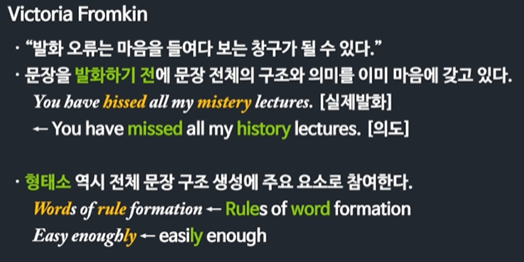 Victoria Fromkin
· “발화 오류는 마음을 들여다 보는 창구가 될 수 있다.”
· 문장을 발화하기 전에 문장 전체의 구조와 의미를 이미 마음에 갖고 있다.
You have hissed all my mistery lectures. [실제발화]
← You have missed all my history lectures. [의도]
· 형태소 역시 전체 문장 구조 생성에 주요 요소로 참여한다.
Words of rule formation ← Rules of word formation
Easy enoughly ← easily enough